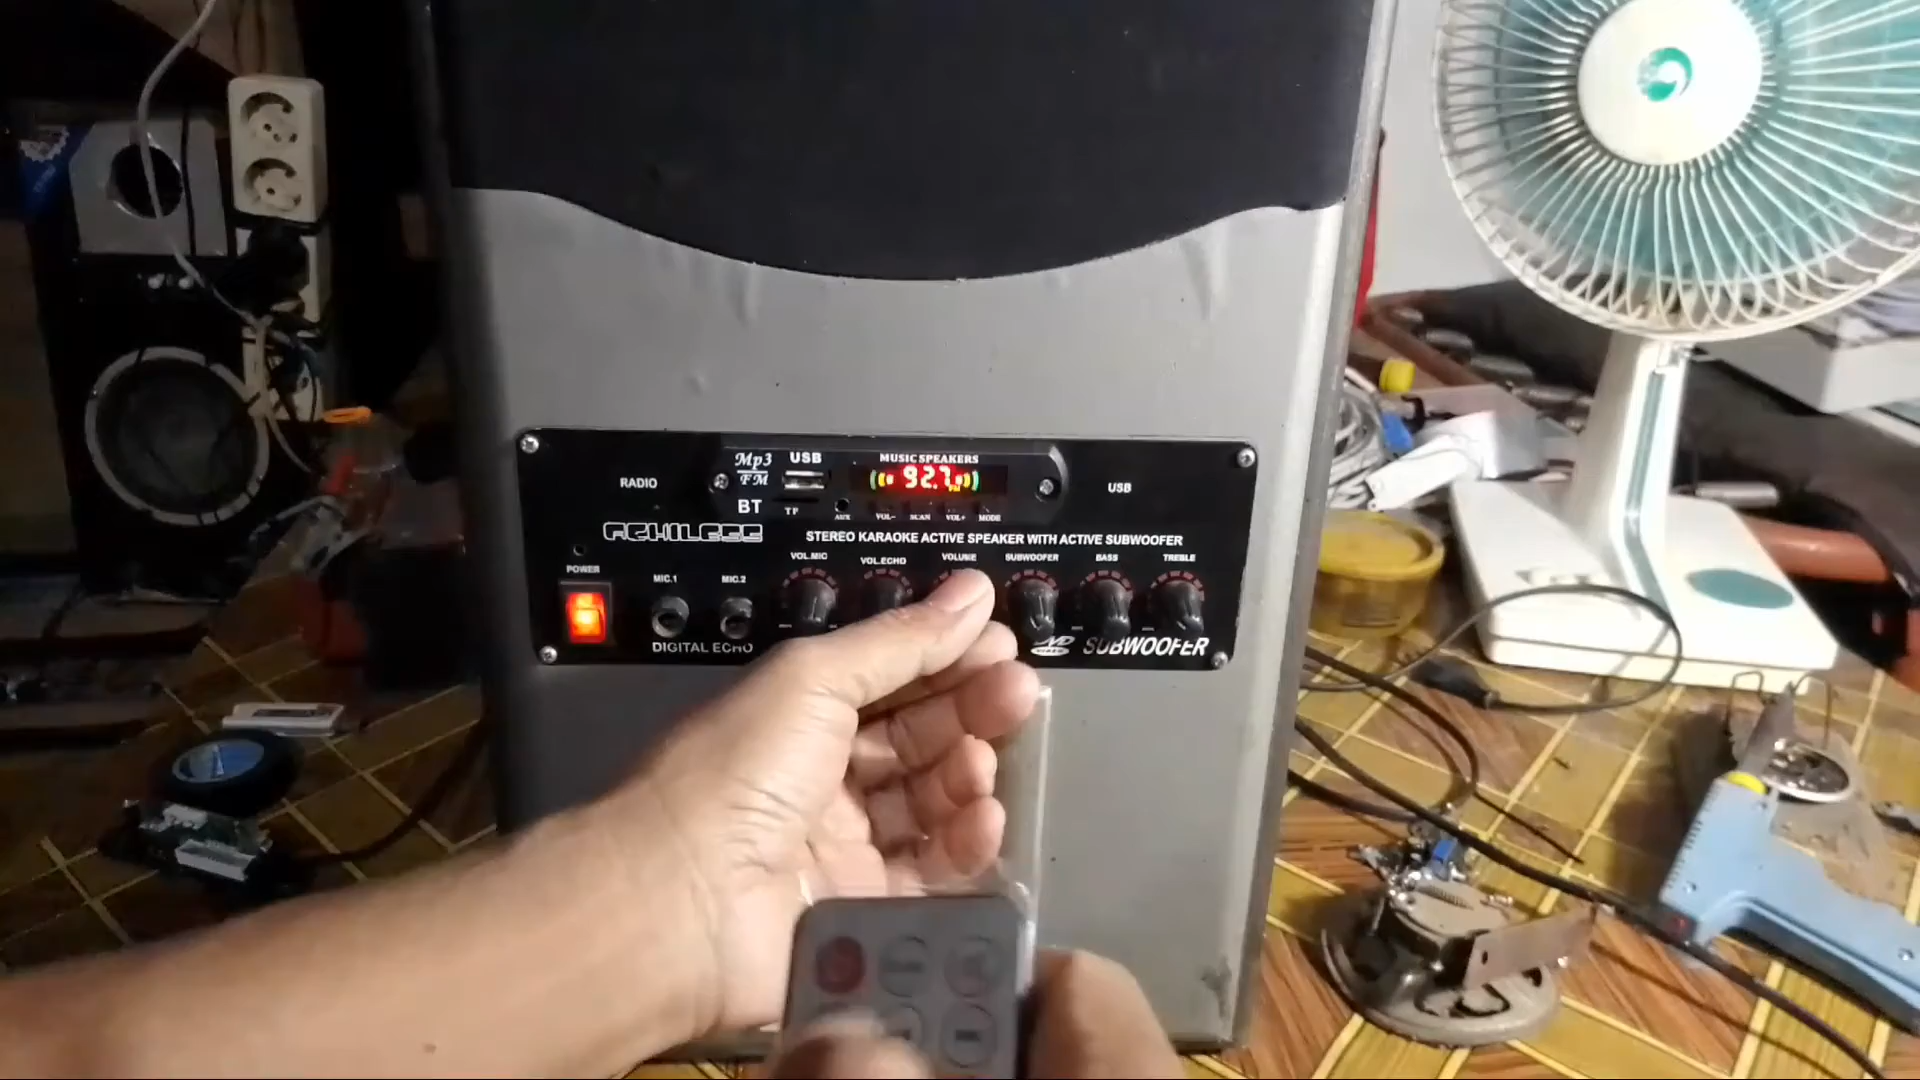 Mp3
FM
USB
MUSIC SPEAKERS
92.7
FM
RADIO
USB
BT
TF
AUX
VOL-
SCAN
VOL+
MODE
STEREO KARAOKE ACTIVE SPEAKER WITH ACTIVE SUBWOOFER
POWER
MIC.1
MIC.2
VOL.MIC
VOL.ECHO
VOLUME
SUBWOOFER
BASS
TREBLE
DIGITAL ECHO
SUBWOOFER